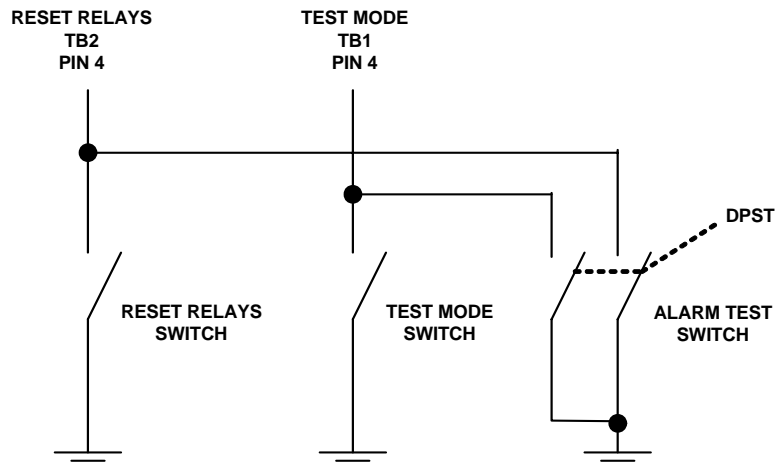 RESET RELAYS
TB2
PIN 4
TEST MODE
TB1
PIN 4
DPST
RESET RELAYS
SWITCH
TEST MODE
SWITCH
ALARM TEST
SWITCH